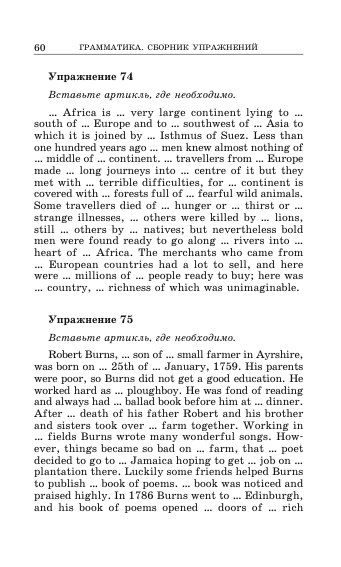 60
ГРАММАТИКА. СБОРНИК УПРАЖНЕНИЙ
Упражнение 74
Вставьте артикль, где необходимо.
... Africa is ... very large continent lying to ...
south of ... Europe and to ... southwest of ... Asia to
which it is joined by ... Isthmus of Suez. Less than
one hundred years ago ... men knew almost nothing of
... middle of ... continent. ... travellers from ... Europe
made ... long journeys into ... centre of it but they
met with ... terrible difficulties, for ... continent is
covered with ... forests full of ... fearful wild animals.
Some travellers died of ... hunger or ... thirst or ...
strange illnesses, ... others were killed by ... lions,
still ... others by ... natives; but nevertheless bold
men were found ready to go along ... rivers into ...
heart of ... Africa. The merchants who came from
... European countries had a lot to sell, and here
were ... millions of ... people ready to buy; here was
... country, ... richness of which was unimaginable.
Упражнение 75
Вставьте артикль, где необходимо.
Robert Burns, ... son of ... small farmer in Ayrshire,
was born on ... 25th of ... January, 1759. His parents
were poor, so Burns did not get a good education. He
worked hard as ... ploughboy. He was fond of reading
and always had ... ballad book before him at ... dinner.
After ... death of his father Robert and his brother
and sisters took over ... farm together. Working in
... fields Burns wrote many wonderful songs. How-
ever, things became so bad on ... farm, that ... poet
decided to go to ... Jamaica hoping to get ... job on ...
plantation there. Luckily some friends helped Burns
to publish ... book of poems. ... book was noticed and
praised highly. In 1786 Burns went to ... Edinburgh,
and his book of poems opened ... doors of ... rich